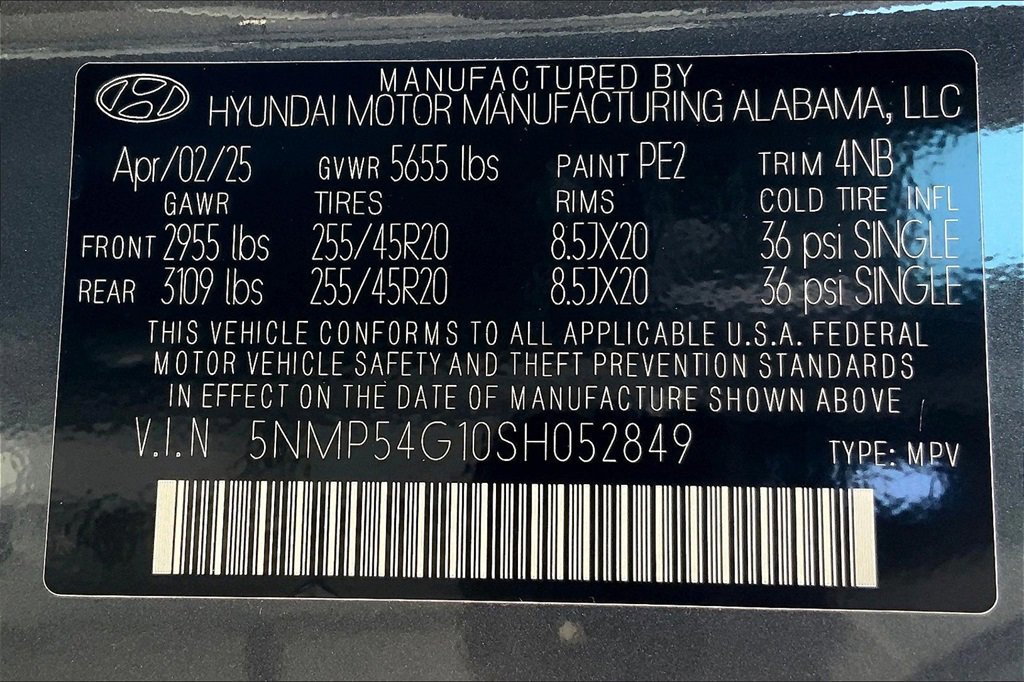 MANUFACTURED BY
HYUNDAI MOTOR MANUFACTURING ALABAMA, LLC
Apr/02/25 GVWR 5655 lbs PAINT PE2 TRIM 4NB
GAWR TIRES RIMS COLD TIRE INFL
FRONT 2955 lbs 255/45R20 8.5JX20 36 psi SINGLE
REAR 3109 lbs 255/45R20 8.5JX20 36 psi SINGLE
THIS VEHICLE CONFORMS TO ALL APPLICABLE U.S.A. FEDERAL
MOTOR VEHICLE SAFETY AND THEFT PREVENTION STANDARDS
IN EFFECT ON THE DATE OF MANUFACTURE SHOWN ABOVE
V.I.N 5NMP54G10SH052849 TYPE: MPV